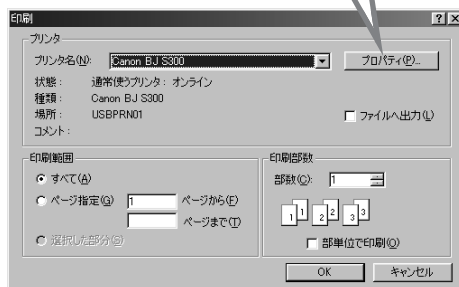 印刷
プリンタ
プリンタ名(N): Canon BJ S300 プロパティ(P)...
状態: 通常使うプリンタ: オンライン
種類: Canon BJ S300
場所: USBPRN01 ファイルへ出力(L)
コメント:
印刷範囲
すべて(A)
ページ指定(G) 1 ページから(F)
ページまで(T)
選択した部分(S)
印刷部数
部数(C): 1
1 1 2 2 3 3
部単位で印刷(O)
OK キャンセル